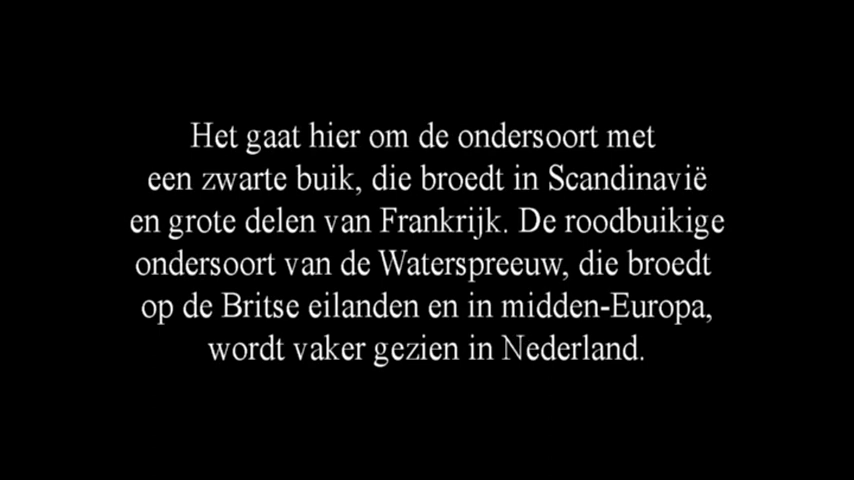 Het gaat hier om de ondersoort met
een zwarte buik, die broedt in Scandinavië
en grote delen van Frankrijk. De roodbuikige
ondersoort van de Waterspreeuw, die broedt
op de Britse eilanden en in midden-Europa,
wordt vaker gezien in Nederland.